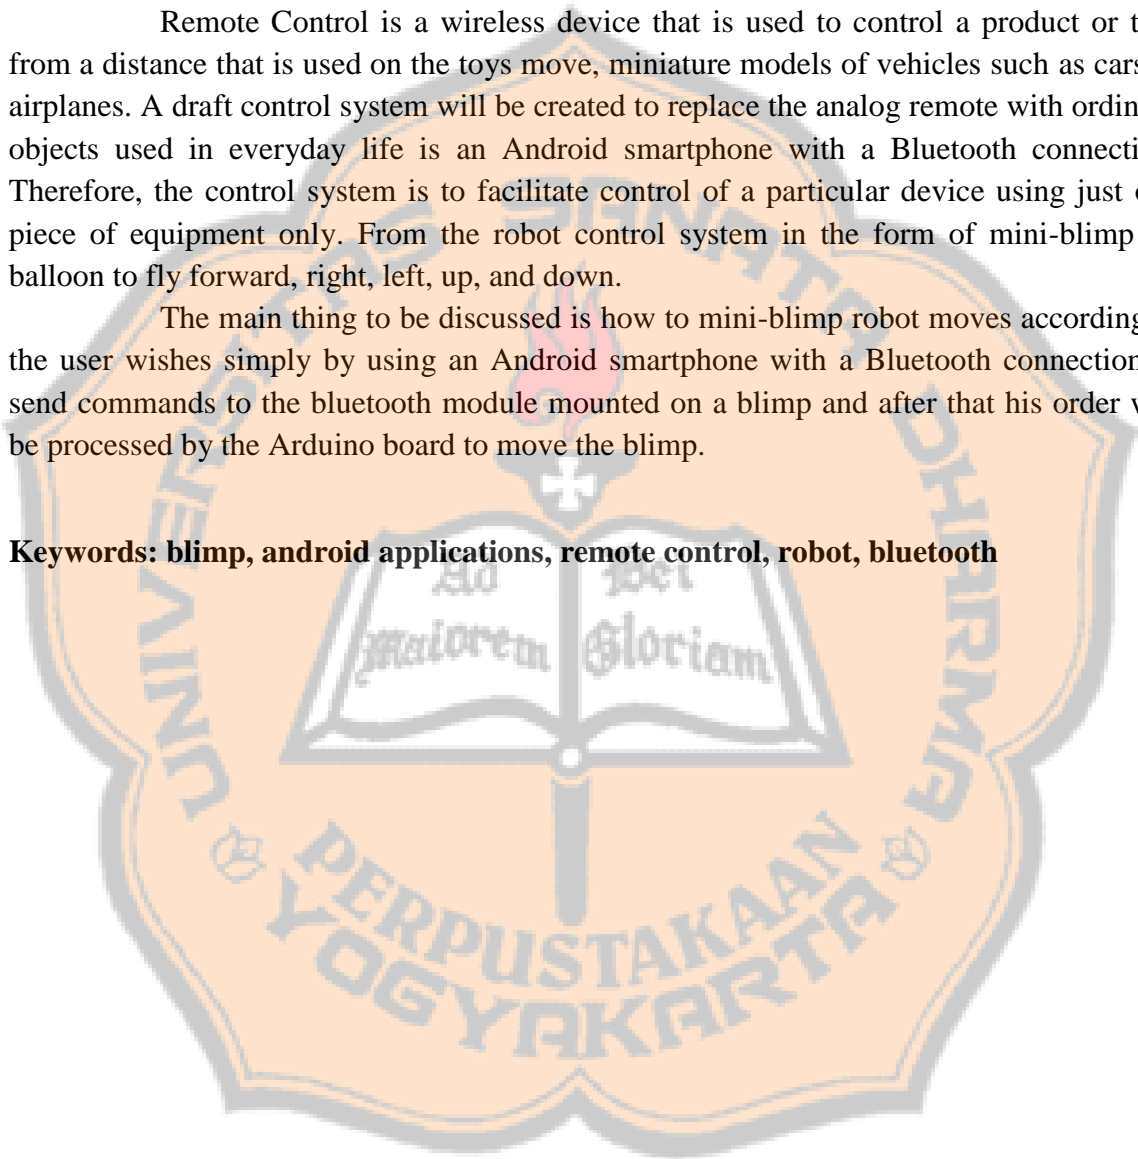 Remote Control is a wireless device that is used to control a product or
from a distance that is used on the toys move, miniature models of vehicles such as cars
airplanes. A draft control system will be created to replace the analog remote with
objects used in everyday life is an Android smartphone with a Bluetooth
Therefore, the control system is to facilitate control of a particular device using just
piece of equipment only. From the robot control system in the form of mini-blimp
balloon to fly forward, right, left, up, and down.
The main thing to be discussed is how to mini-blimp robot moves according
the user wishes simply by using an Android smartphone with a Bluetooth connection
send commands to the bluetooth module mounted on a blimp and after that his order
be processed by the Arduino board to move the blimp.
Keywords: blimp, android applications, remote control, robot, bluetooth
UNIVERSITAS SANATA DHARMA
Ad Dei
Maiorem Gloriam
PERPUSTAKAAN
YOGYAKARTA